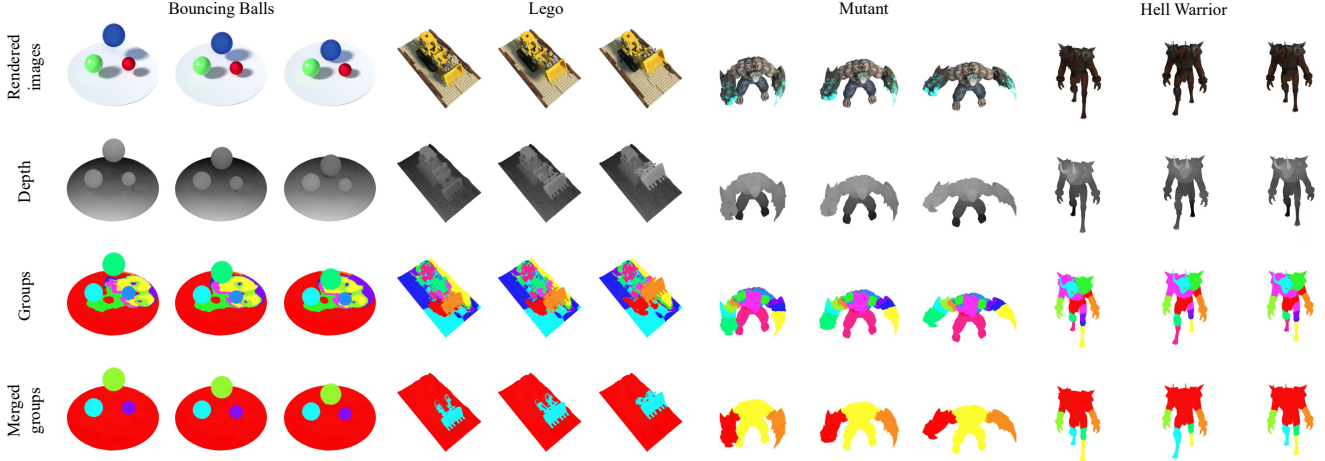 Bouncing Balls
Lego
Mutant
Hell Warrior
Rendered
images
Depth
Groups
Merged
groups